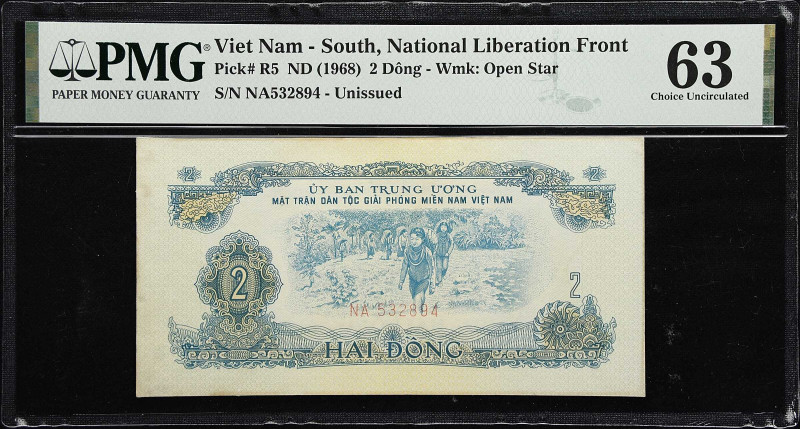 PMG®
PAPER MONEY GUARANTY
Viet Nam - South, National Liberation Front
Pick# R5 ND (1968) 2 Dông - Wmk: Open Star
S/N NA532894 - Unissued
63
Choice Uncirculated
2
2
ỦY BAN TRUNG ƯƠNG
MẶT TRẬN DÂN TỘC GIẢI PHÓNG MIỀN NAM VIỆT NAM
2
2
NA 532894
HAI ĐỒNG